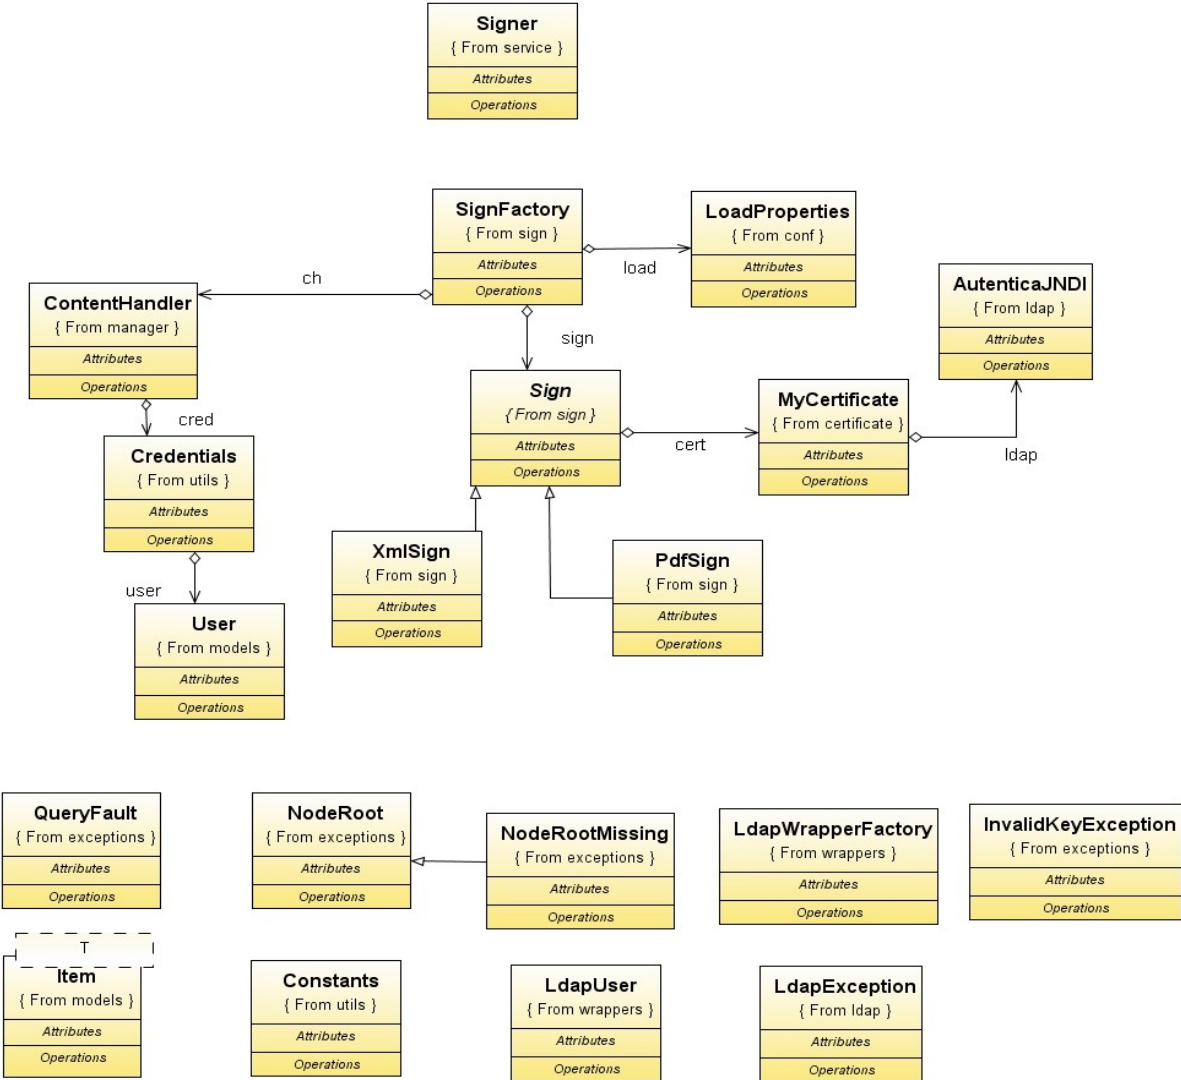 Signer
{ From service }
Attributes
Operations
SignFactory
{ From sign }
Attributes
Operations
LoadProperties
{ From conf }
Attributes
Operations
load
ch
AutenticaJNDI
{ From ldap }
Attributes
Operations
ContentHandler
{ From manager }
Attributes
Operations
sign
Sign
{ From sign }
Attributes
Operations
MyCertificate
{ From certificate }
Attributes
Operations
cert
ldap
cred
Credentials
{ From utils }
Attributes
Operations
XmlSign
{ From sign }
Attributes
Operations
PdfSign
{ From sign }
Attributes
Operations
user
User
{ From models }
Attributes
Operations
QueryFault
{ From exceptions }
Attributes
Operations
NodeRoot
{ From exceptions }
Attributes
Operations
NodeRootMissing
{ From exceptions }
Attributes
Operations
LdapWrapperFactory
{ From wrappers }
Attributes
Operations
InvalidKeyException
{ From exceptions }
Attributes
Operations
T
Item
{ From models }
Attributes
Operations
Constants
{ From utils }
Attributes
Operations
LdapUser
{ From wrappers }
Attributes
Operations
LdapException
{ From ldap }
Attributes
Operations